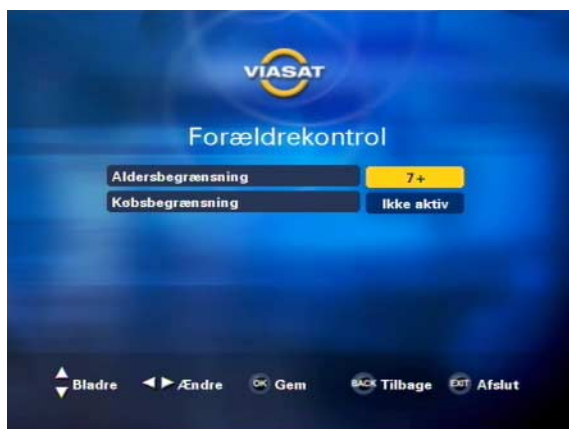 VIASAT
Forældrekontrol
Aldersbegrænsning 7+
Købsbegrænsning Ikke aktiv
Bladre Ændre OK Gem BACK Tilbage EXIT Afslut